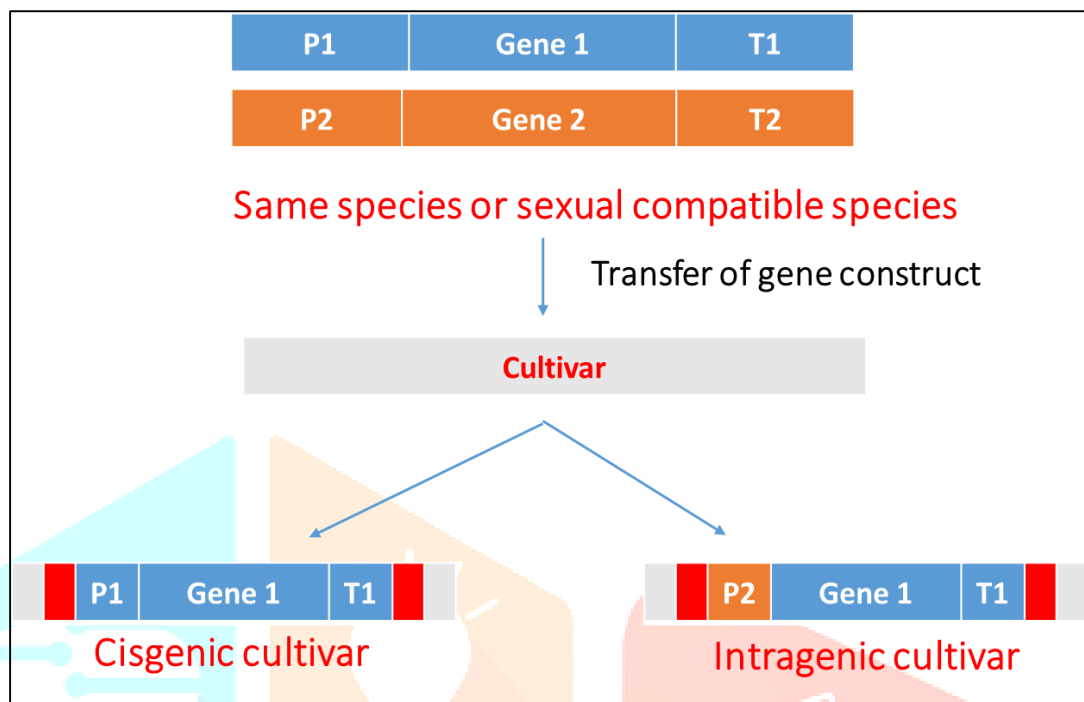 P1 Gene 1 T1
P2 Gene 2 T2
Same species or sexual compatible species
Transfer of gene construct
Cultivar
P1 Gene 1 T1
Cisgenic cultivar
P2 Gene 1 T1
Intragenic cultivar